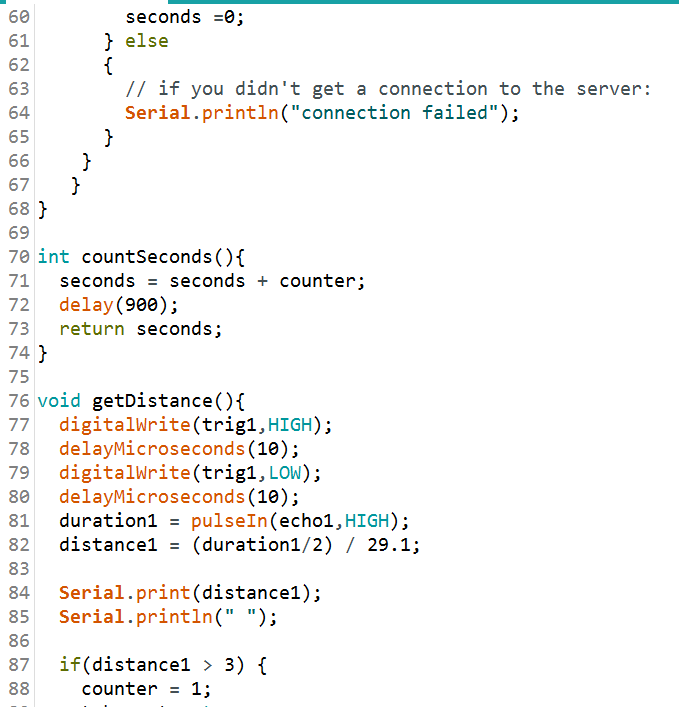 60 seconds =0;
61 } else
62 {
63 // if you didn't get a connection to the server:
64 Serial.println("connection failed");
65 }
66 }
67 }
68 }
69
70 int countSeconds(){
71 seconds = seconds + counter;
72 delay(900);
73 return seconds;
74 }
75
76 void getDistance(){
77 digitalWrite(trig1,HIGH);
78 delayMicroseconds(10);
79 digitalWrite(trig1,LOW);
80 delayMicroseconds(10);
81 duration1 = pulseIn(echo1,HIGH);
82 distance1 = (duration1/2) / 29.1;
83
84 Serial.print(distance1);
85 Serial.println(" ");
86
87 if(distance1 > 3) {
88 counter = 1;